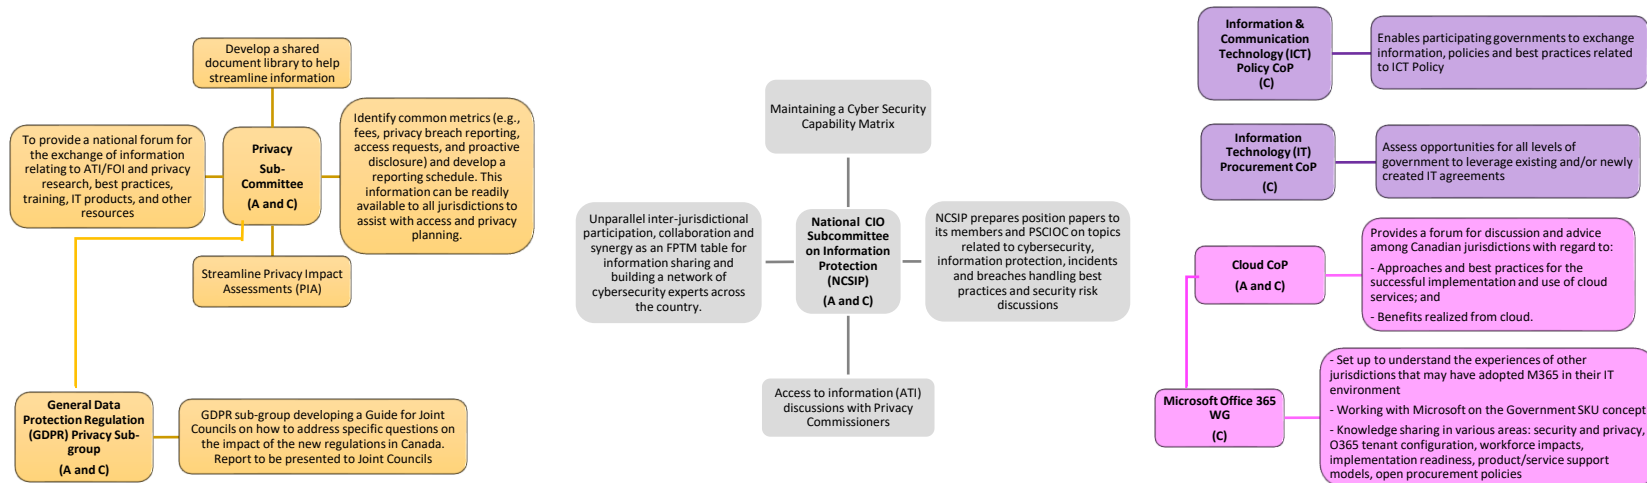 Develop a shared
document library to help
streamline information
To provide a national forum for
the exchange of information
relating to ATI/FOI and privacy
research, best practices,
training, IT products, and other
resources
Privacy
Sub-
Committee
(A and C)
Identify common metrics (e.g.,
fees, privacy breach reporting,
access requests, and proactive
disclosure) and develop a
reporting schedule. This
information can be readily
available to all jurisdictions to
assist with access and privacy
planning.
Streamline Privacy Impact
Assessments (PIA)
General Data
Protection Regulation
(GDPR) Privacy Sub-
group
(A and C)
GDPR sub-group developing a Guide for Joint
Councils on how to address specific questions on
the impact of the new regulations in Canada.
Report to be presented to Joint Councils
Maintaining a Cyber Security
Capability Matrix
Unparallel inter-jurisdictional
participation, collaboration and
synergy as an FPTM table for
information sharing and
building a network of
cybersecurity experts across
the country.
National CIO
Subcommittee
on Information
Protection
(NCSIP)
(A and C)
NCSIP prepares position papers to
its members and PSCIOC on topics
related to cybersecurity,
information protection, incidents
and breaches handling best
practices and security risk
discussions
Access to information (ATI)
discussions with Privacy
Commissioners
Information &
Communication
Technology (ICT)
Policy CoP
(C)
Enables participating governments to exchange
information, policies and best practices related
to ICT Policy
Information
Technology (IT)
Procurement CoP
(C)
Assess opportunities for all levels of
government to leverage existing and/or newly
created IT agreements
Cloud CoP
(A and C)
Provides a forum for discussion and advice
among Canadian jurisdictions with regard to:
- Approaches and best practices for the
successful implementation and use of cloud
services; and
- Benefits realized from cloud.
Microsoft Office 365
WG
(C)
- Set up to understand the experiences of other
jurisdictions that may have adopted M365 in their IT
environment
- Working with Microsoft on the Government SKU concept
- Knowledge sharing in various areas: security and privacy,
O365 tenant configuration, workforce impacts,
implementation readiness, product/service support
models, open procurement policies